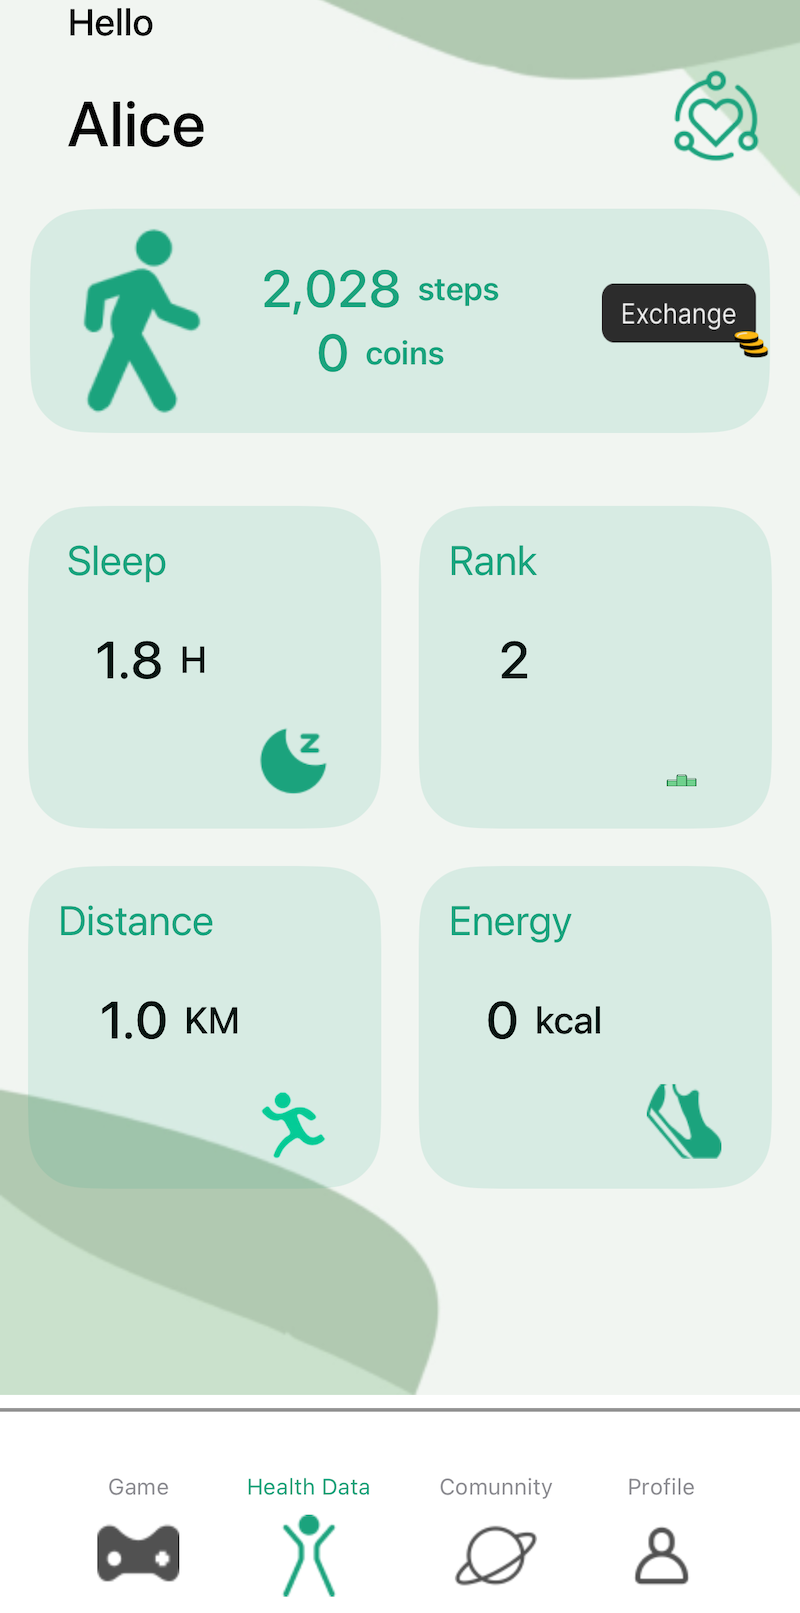 Hello
Alice
2,028 steps
0 coins
Exchange
Sleep
1.8 H
z
Rank
2
Distance
1.0 KM
Energy
0 kcal
Game
Health Data
Comunnity
Profile